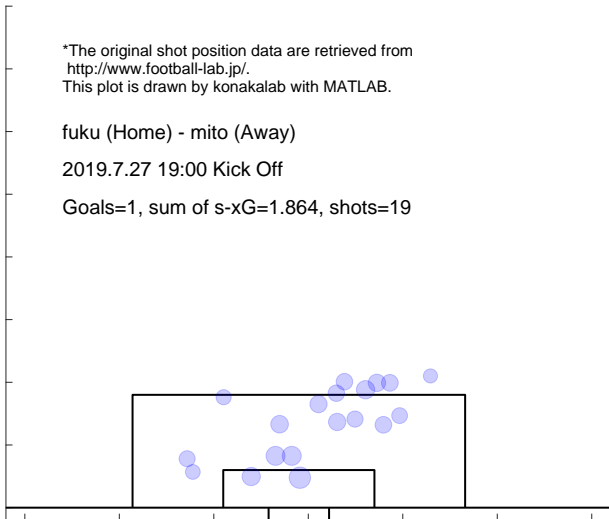 *The original shot position data are retrieved from
http://www.football-lab.jp/.
This plot is drawn by konakalab with MATLAB.
fuku (Home) - mito (Away)
2019.7.27 19:00 Kick Off
Goals=1, sum of s-xG=1.864, shots=19